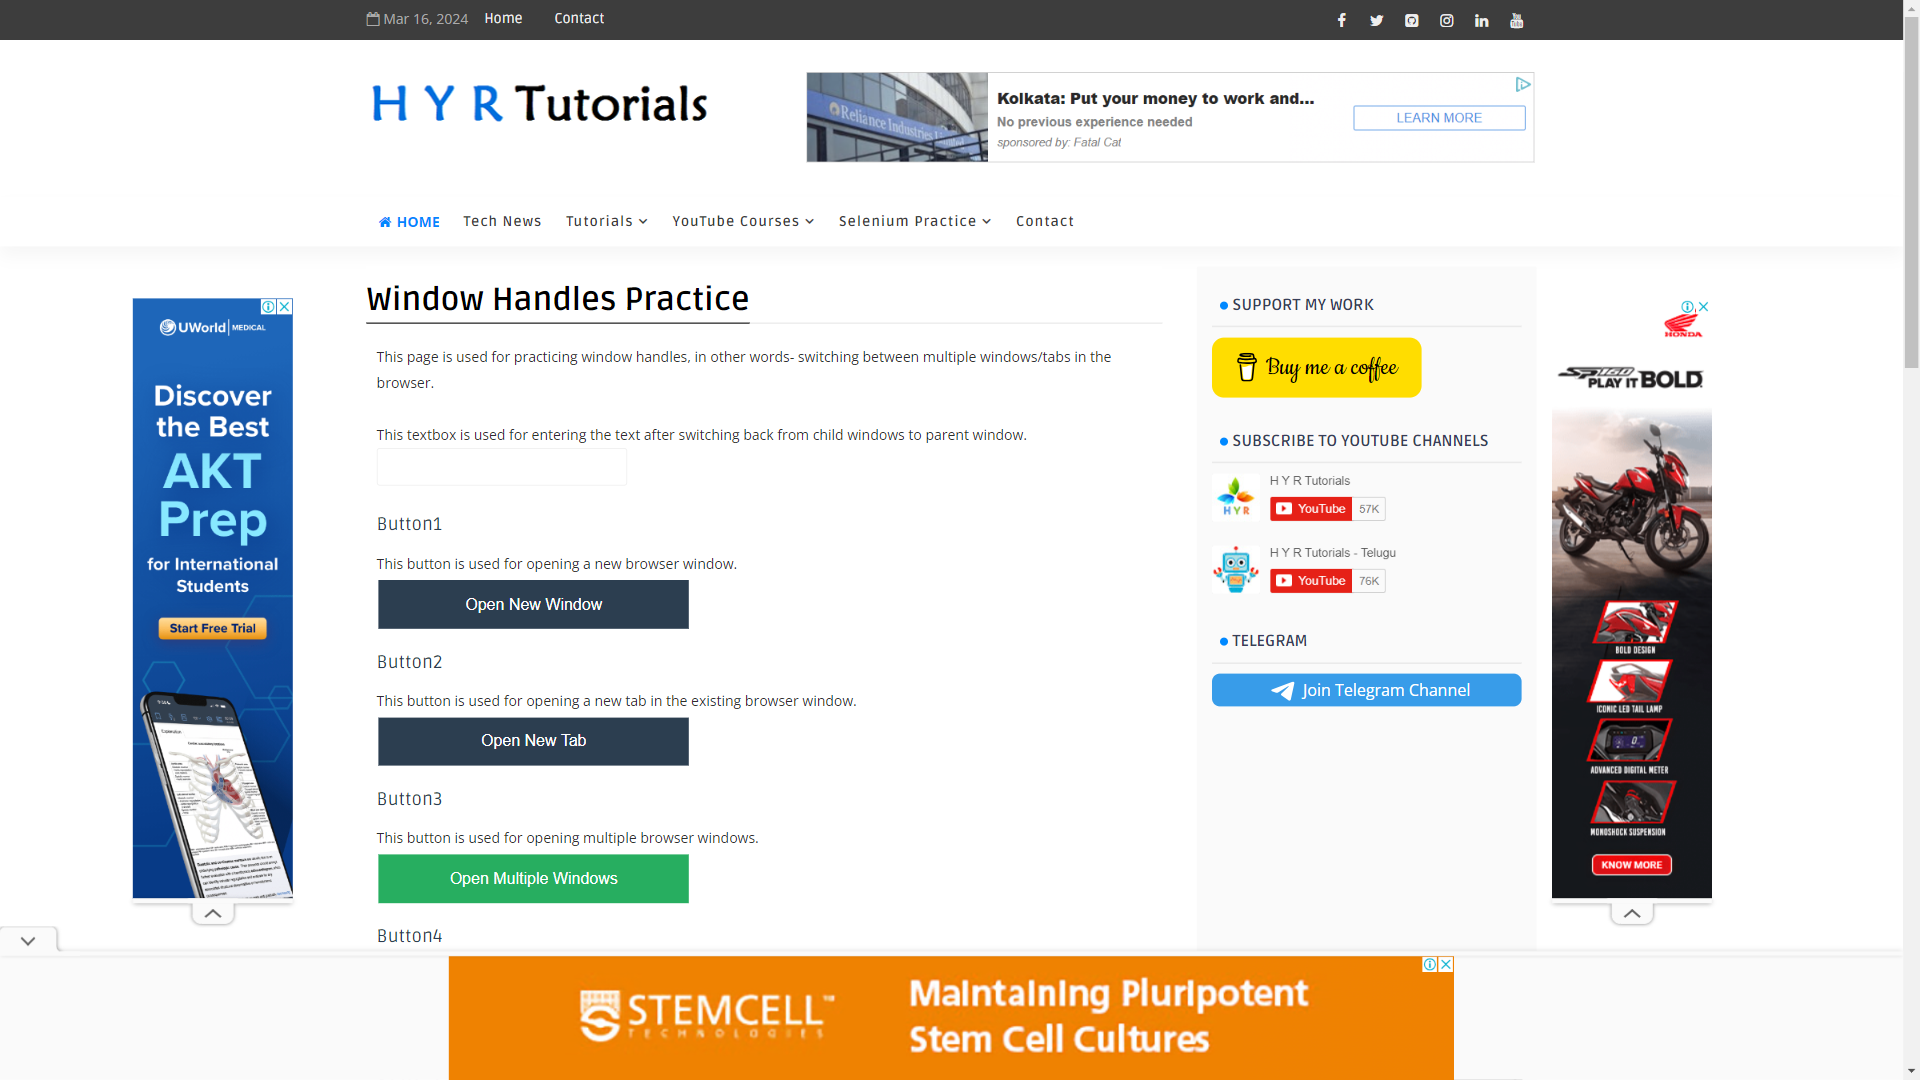 Mar 16, 2024 Home Contact
H Y R Tutorials
Kolkata: Put your money to work and...
No previous experience needed
sponsored by: Fatal Cat
LEARN MORE
Reliance Industries Limited
HOME Tech News Tutorials YouTube Courses Selenium Practice Contact
Window Handles Practice
This page is used for practicing window handles, in other words- switching between multiple windows/tabs in the
browser.
This textbox is used for entering the text after switching back from child windows to parent window.
Button1
This button is used for opening a new browser window.
Open New Window
Button2
This button is used for opening a new tab in the existing browser window.
Open New Tab
Button3
This button is used for opening multiple browser windows.
Open Multiple Windows
Button4
SUPPORT MY WORK
Buy me a coffee
SUBSCRIBE TO YOUTUBE CHANNELS
H Y R Tutorials
HYR
YouTube 57K
H Y R Tutorials - Telugu
YouTube 76K
TELEGRAM
Join Telegram Channel
UWorld MEDICAL
Discover
the Best
AKT
Prep
for International
Students
Start Free Trial
HONDA
SP160
PLAY IT BOLD.
BOLD DESIGN
ICONIC LED TAIL LAMP
ADVANCED DIGITAL METER
MONOSHOCK SUSPENSION
KNOW MORE
STEMCELL™
TECHNOLOGIES
Maintaining Pluripotent
Stem Cell Cultures